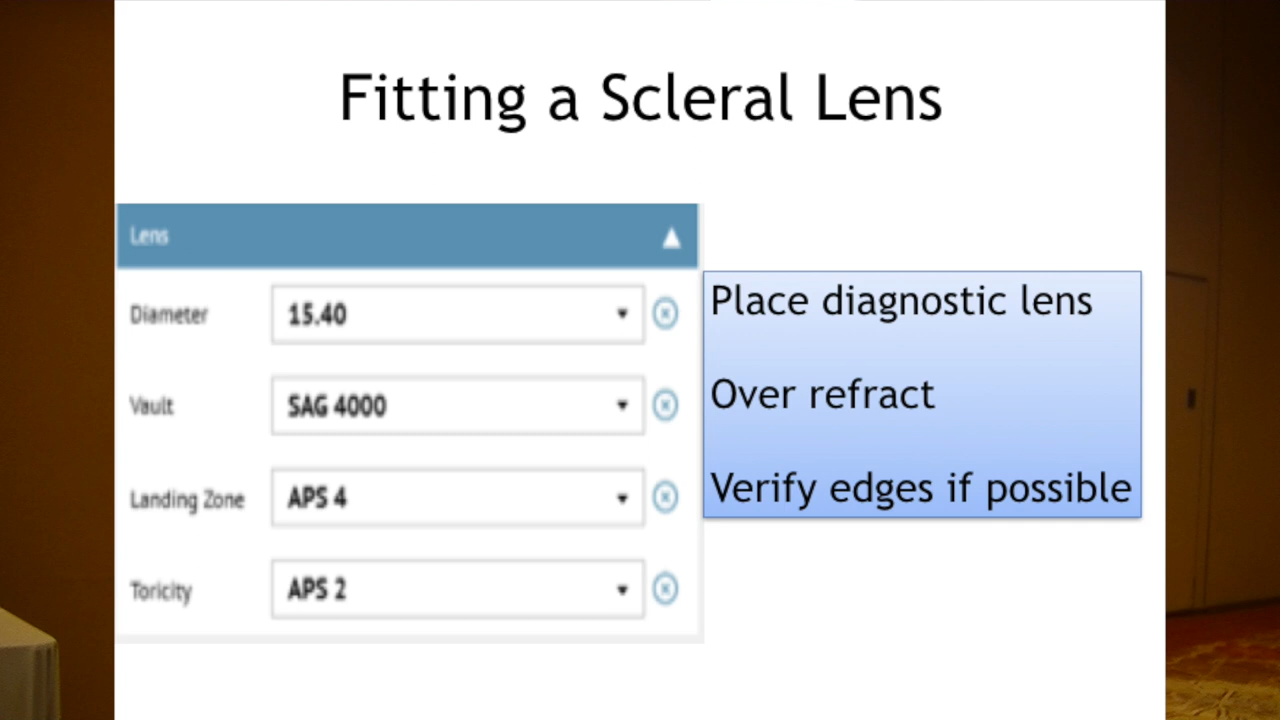 Fitting a Scleral Lens
Lens
Diameter 15.40
Vault SAG 4000
Landing Zone APS 4
Toricity APS 2
Place diagnostic lens
Over refract
Verify edges if possible